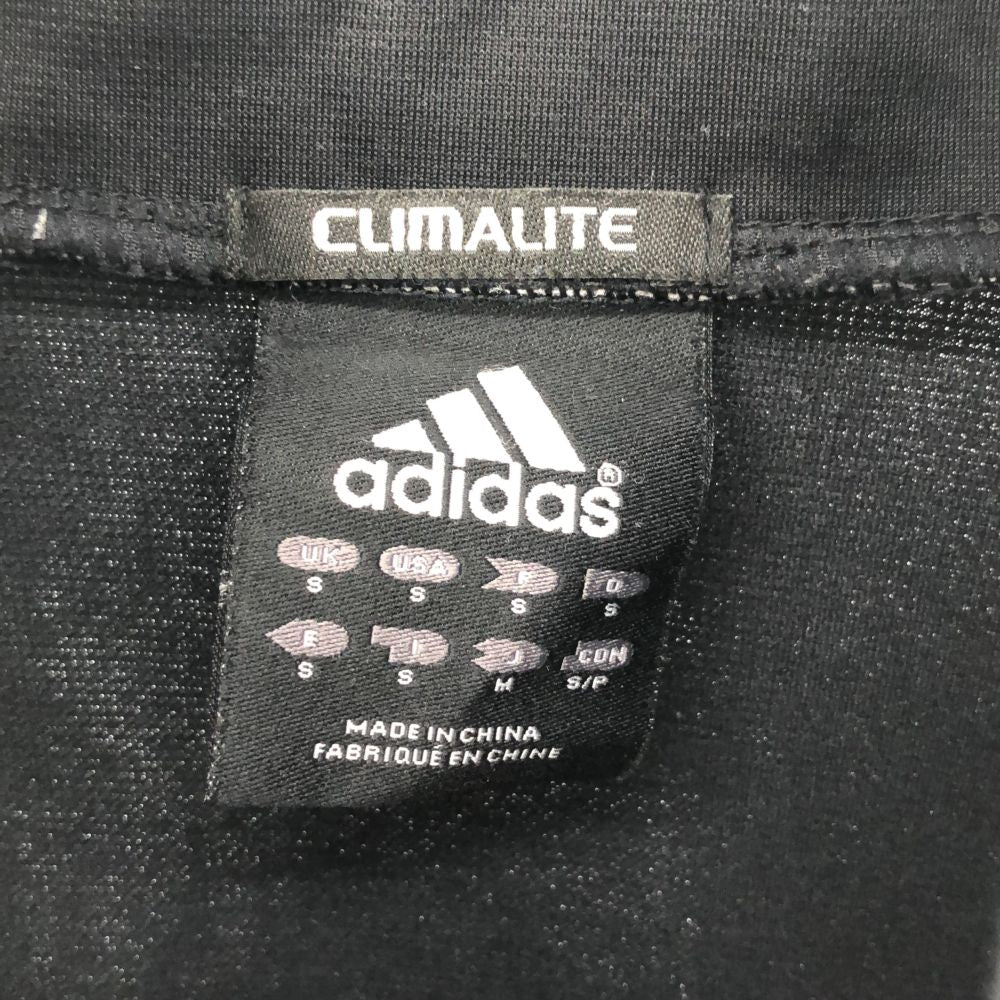 CLIMALITE
adidas®
UK USA F D
S S S S
E I J CDN
S S M S/P
MADE IN CHINA
FABRIQUÉ EN CHINE